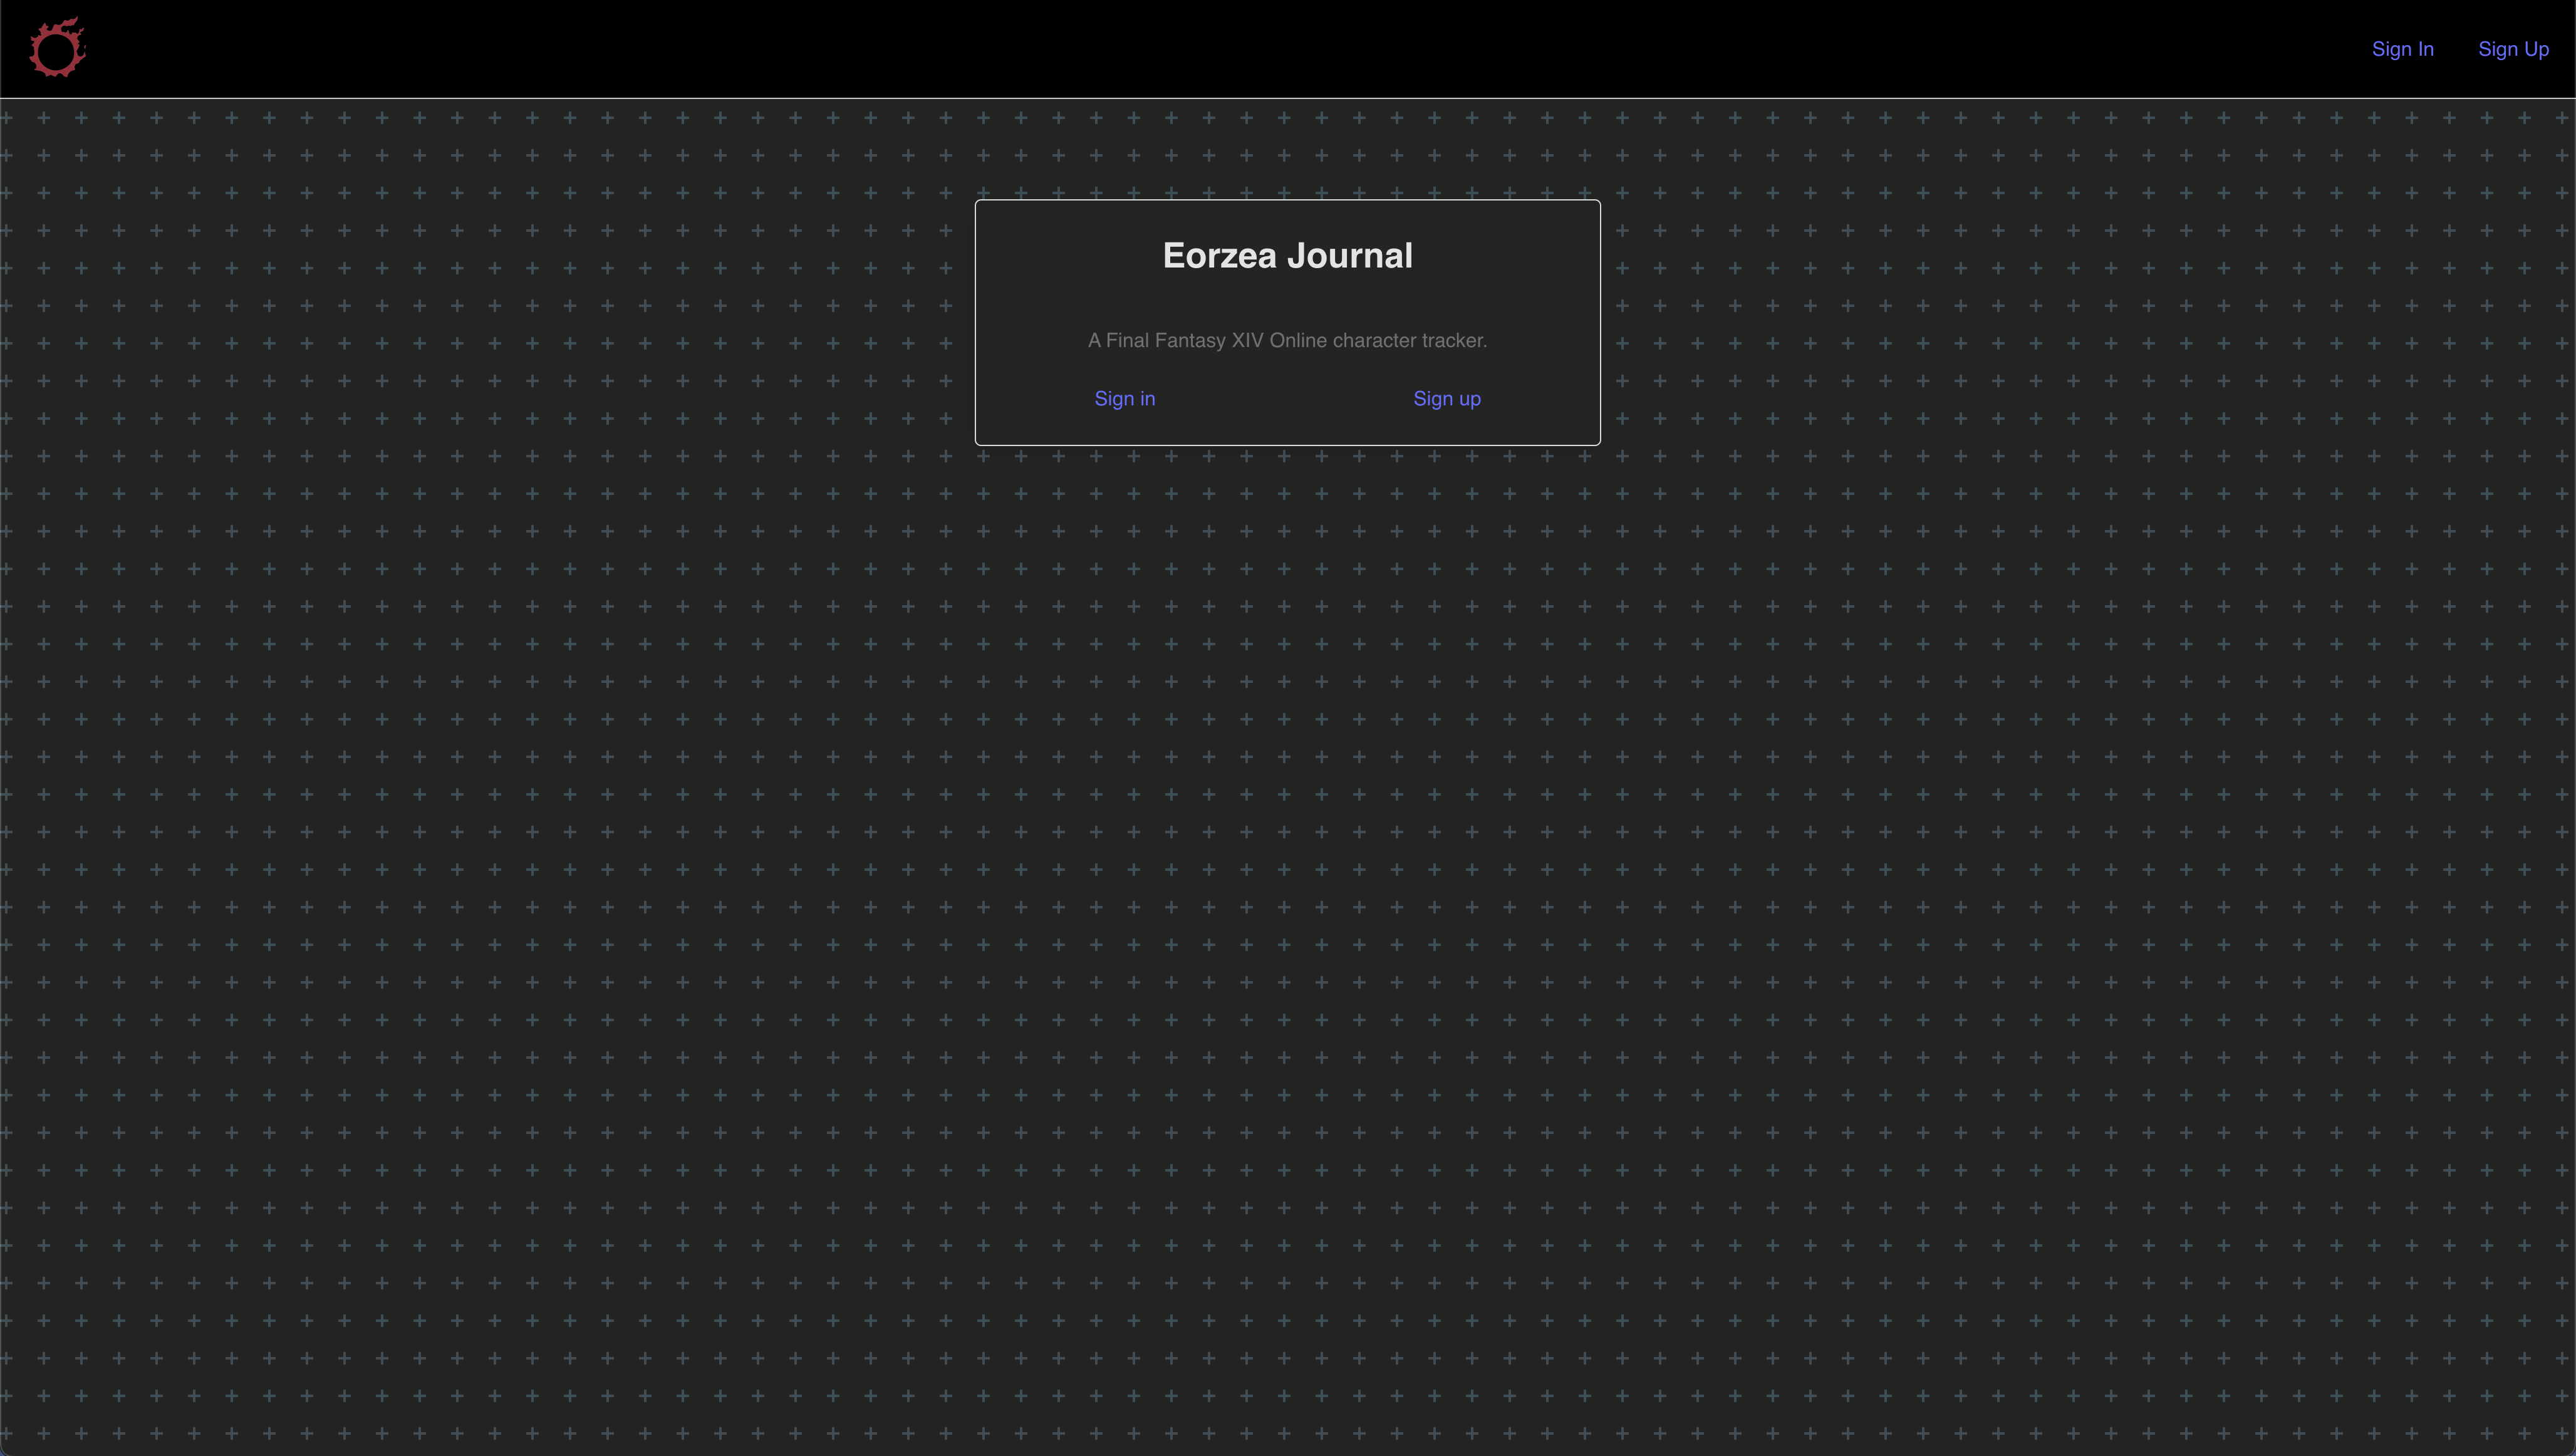 Sign In Sign Up
Eorzea Journal
A Final Fantasy XIV Online character tracker.
Sign in Sign up